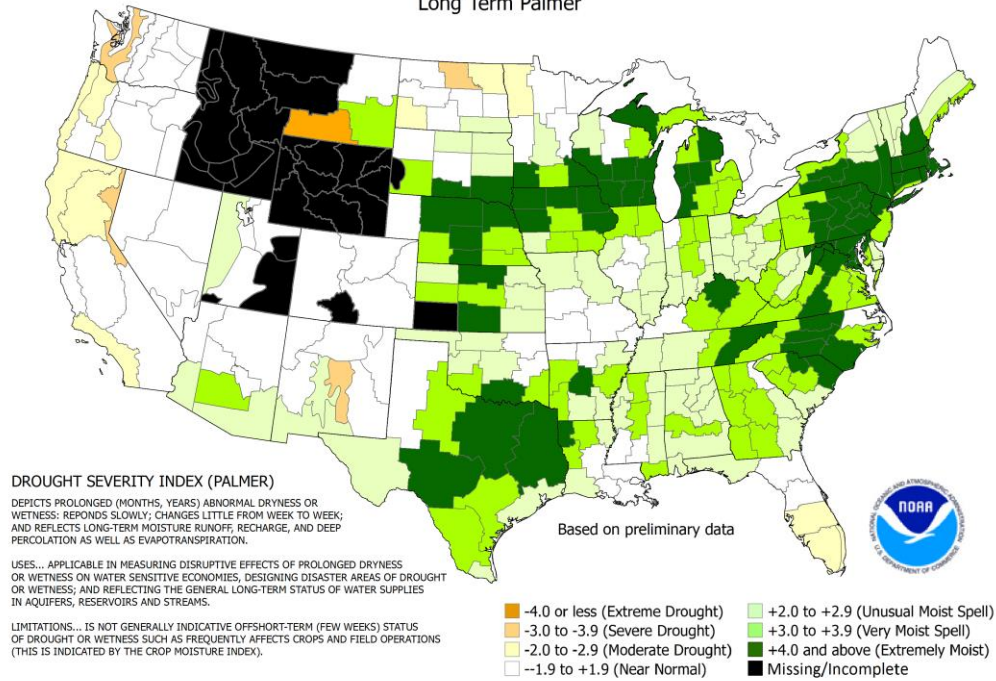 Long Term Palmer
DROUGHT SEVERITY INDEX (PALMER)
DEPICTS PROLONGED (MONTHS, YEARS) ABNORMAL DRYNESS OR
WETNESS: REPONDS SLOWLY; CHANGES LITTLE FROM WEEK TO WEEK;
AND REFLECTS LONG-TERM MOISTURE RUNOFF, RECHARGE, AND DEEP
PERCOLATION AS WELL AS EVAPOTRANSPIRATION.
USES... APPLICABLE IN MEASURING DISRUPTIVE EFFECTS OF PROLONGED DRYNESS
OR WETNESS ON WATER SENSITIVE ECONOMIES, DESIGNING DISASTER AREAS OF DROUGHT
OR WETNESS; AND REFLECTING THE GENERAL LONG-TERM STATUS OF WATER SUPPLIES
IN AQUIFERS, RESERVOIRS AND STREAMS.
LIMITATIONS... IS NOT GENERALLY INDICATIVE OFFSHORT-TERM (FEW WEEKS) STATUS
OF DROUGHT OR WETNESS SUCH AS FREQUENTLY AFFECTS CROPS AND FIELD OPERATIONS
(THIS IS INDICATED BY THE CROP MOISTURE INDEX).
Based on preliminary data
NATIONAL OCEANIC AND ATMOSPHERIC ADMINISTRATION
NOAA
U.S. DEPARTMENT OF COMMERCE
-4.0 or less (Extreme Drought)
-3.0 to -3.9 (Severe Drought)
-2.0 to -2.9 (Moderate Drought)
--1.9 to +1.9 (Near Normal)
+2.0 to +2.9 (Unusual Moist Spell)
+3.0 to +3.9 (Very Moist Spell)
+4.0 and above (Extremely Moist)
Missing/Incomplete